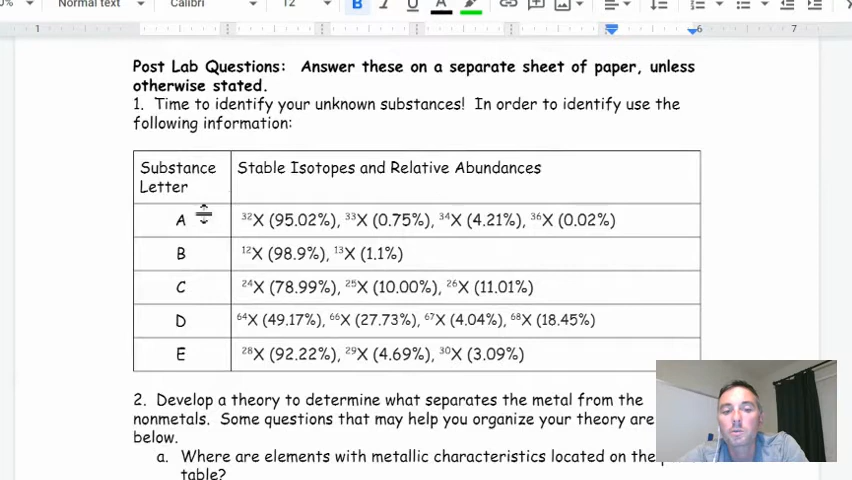 Normal text
Calibri
12
B I U A
1
6
7
Post Lab Questions: Answer these on a separate sheet of paper, unless
otherwise stated.
1. Time to identify your unknown substances! In order to identify use the
following information:
Substance Letter
Stable Isotopes and Relative Abundances
A
³²X (95.02%), ³³X (0.75%), ³⁴X (4.21%), ³⁶X (0.02%)
B
¹²X (98.9%), ¹³X (1.1%)
C
²⁴X (78.99%), ²⁵X (10.00%), ²⁶X (11.01%)
D
⁶⁴X (49.17%), ⁶⁶X (27.73%), ⁶⁷X (4.04%), ⁶⁸X (18.45%)
E
²⁸X (92.22%), ²⁹X (4.69%), ³⁰X (3.09%)
2. Develop a theory to determine what separates the metal from the
nonmetals. Some questions that may help you organize your theory are
below.
a. Where are elements with metallic characteristics located on the
table?